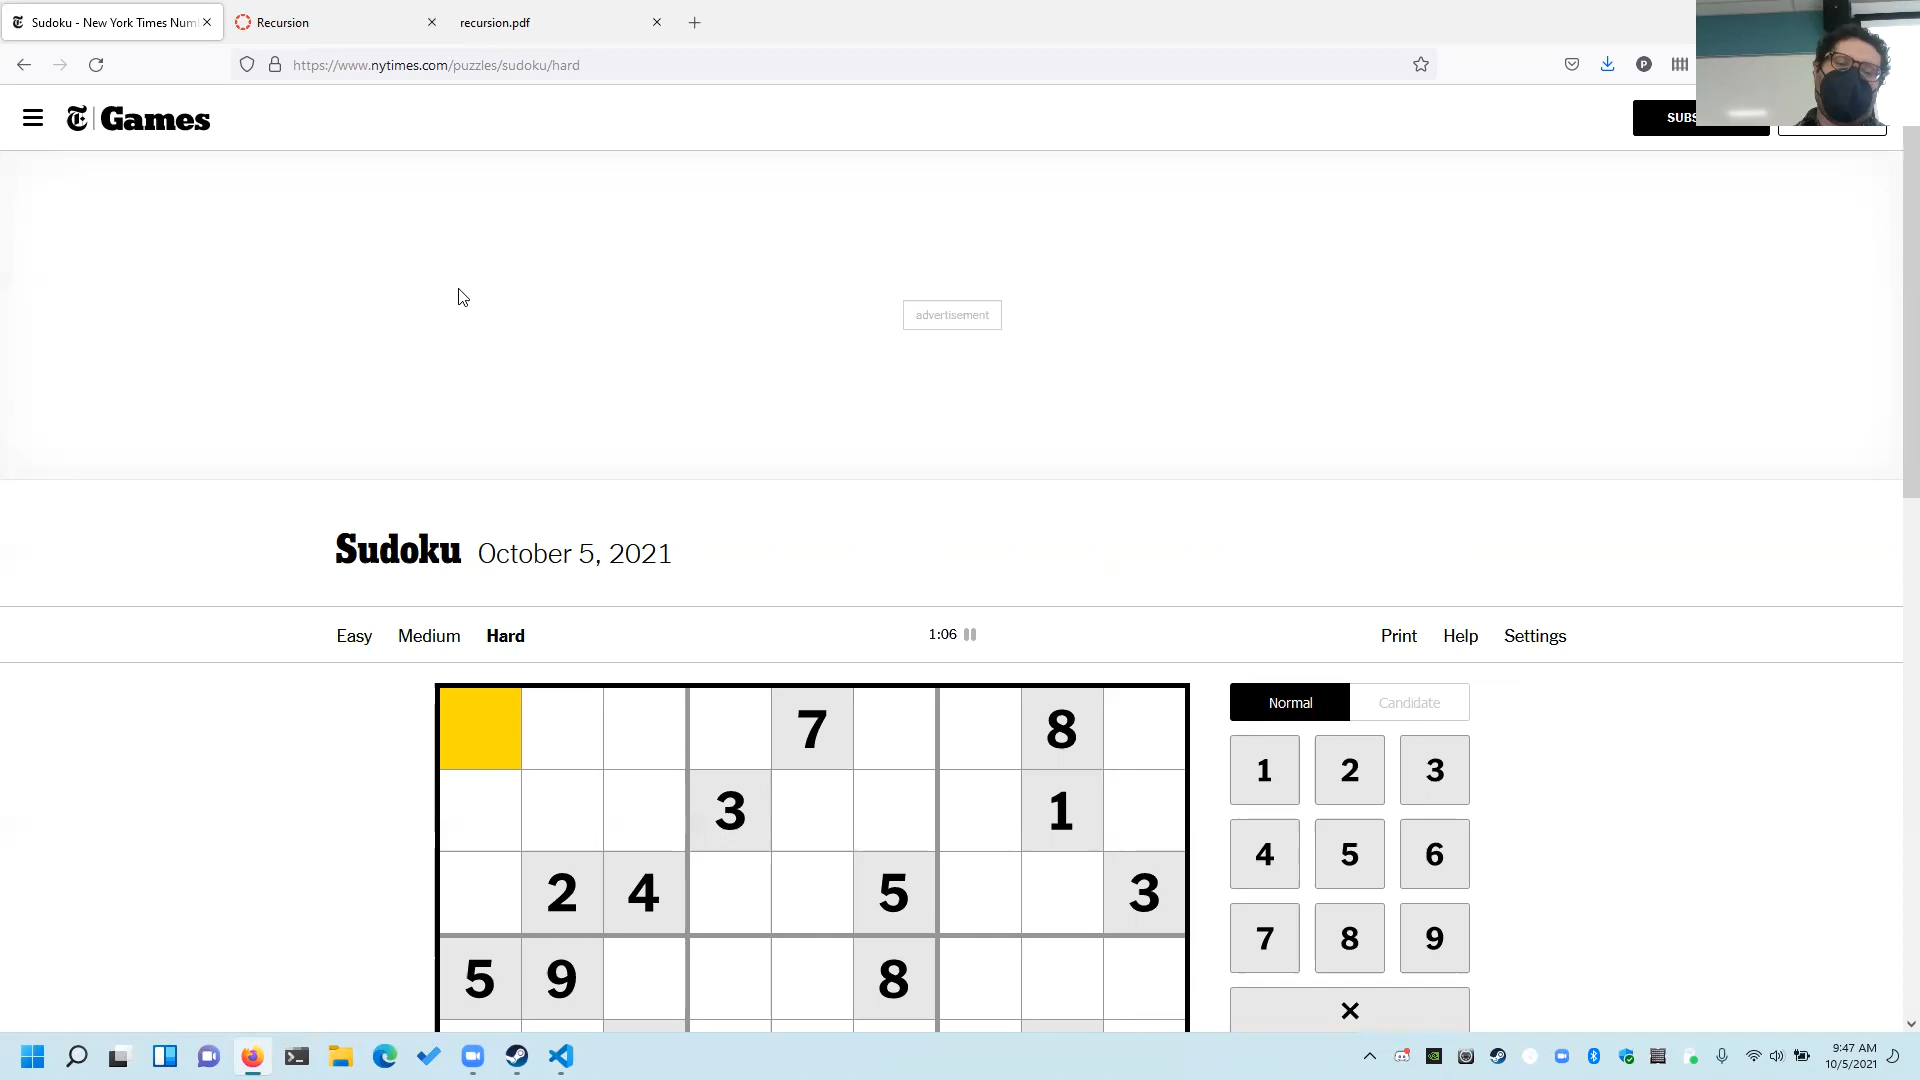 Sudoku - New York Times Num
Recursion
recursion.pdf
https://www.nytimes.com/puzzles/sudoku/hard
P
T Games
SUBS
advertisement
Sudoku October 5, 2021
Easy Medium Hard
1:06
Print Help Settings
Normal Candidate
7 8
3 1
2 4 5 3
5 9 8
1 2 3
4 5 6
7 8 9
×
9:47 AM
10/5/2021